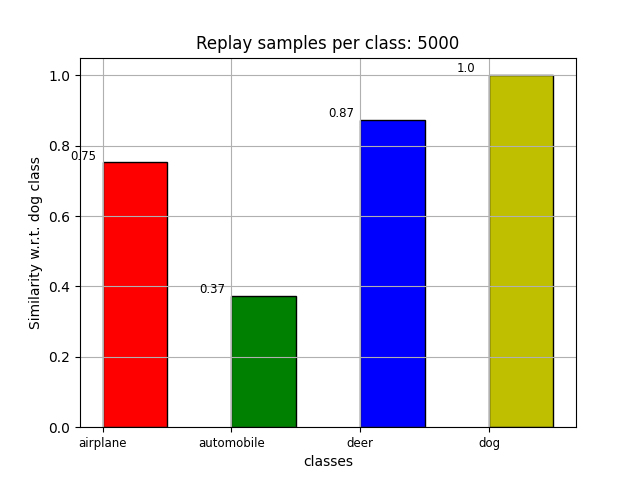 Replay samples per class: 5000
Similarity w.r.t. dog class
1.0
0.8
0.6
0.4
0.2
0.0
0.75
0.37
0.87
1.0
airplane
automobile
deer
dog
classes